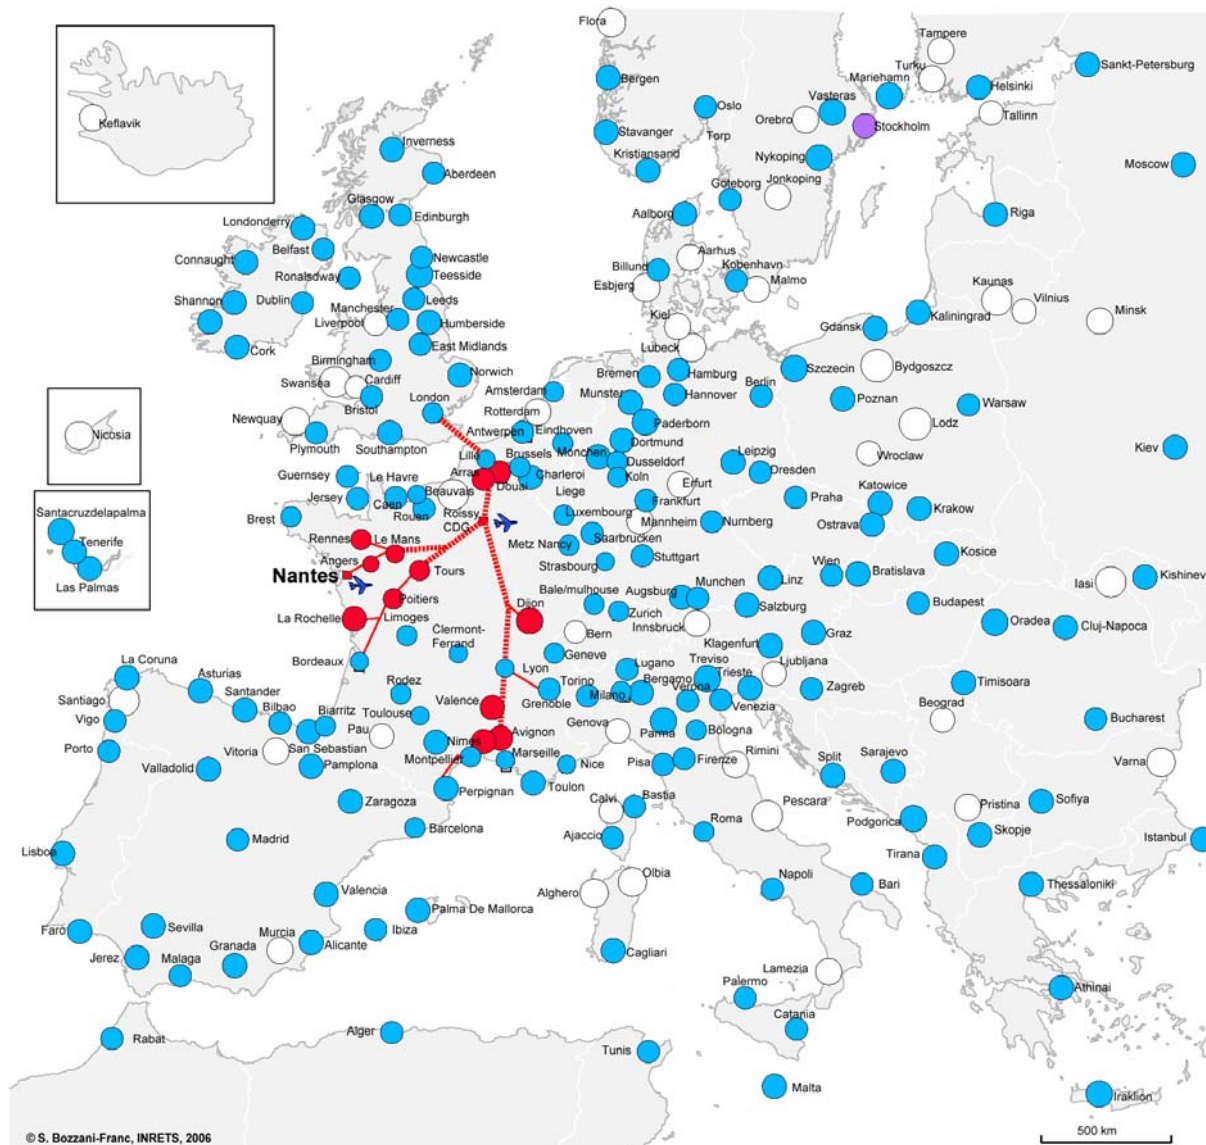 Flora
Tampere
Turku
Sankt-Petersburg
Bergen
Mariehamn
Helsinki
Vasteras
Oslo
Orebro
Tallinn
Keflavik
Stockholm
Stavanger
Torp
Inverness
Kristiansand
Nykoping
Moscow
Aberdeen
Jonkoping
Goteborg
Glasgow
Edinburgh
Aalborg
Riga
Londonderry
Belfast
Newcastle
Aarhus
Connaught
Ronalsdway
Teesside
Billund
Kobenhavn
Esbjerg
Malmo
Kaunas
Vilnius
Shannon
Dublin
Leeds
Manchester
Liverpool
Humberside
Kiel
Gdansk
Kaliningrad
Minsk
Cork
East Midlands
Lübeck
Birmingham
Norwich
Bremen
Hamburg
Szczecin
Bydgoszcz
Swansea
Cardiff
Amsterdam
Munster
Hannover
Berlin
Bristol
London
Rotterdam
Poznan
Warsaw
Newquay
Paderborn
Lodz
Nicosia
Plymouth
Southampton
Antwerpen
Eindhoven
Dortmund
Kiev
Lille
Brussels
Monchen
Dusseldorf
Leipzig
Wroclaw
Guernsey
Le Havre
Arras
Douai
Charleroi
Koln
Erfurt
Dresden
Katowice
Jersey
Caen
Beauvais
Liege
Frankfurt
Praha
Santacruzdelapalma
Brest
Rouen
Roissy
CDG
Luxembourg
Mannheim
Nurnberg
Ostrava
Krakow
Rennes
Le Mans
Metz Nancy
Saarbrucken
Tenerife
Angers
Strasbourg
Stuttgart
Kosice
Nantes
Tours
Wien
Bratislava
Las Palmas
Bale/mulhouse
Augsburg
Munchen
Linz
Iasi
Kishinev
Poitiers
Dijon
Zurich
Salzburg
Budapest
La Rochelle
Limoges
Innsbruck
Bern
Oradea
Cluj-Napoca
Clermont-
Ferrand
Klagenfurt
Graz
Geneve
La Coruna
Bordeaux
Lyon
Lugano
Treviso
Ljubljana
Asturias
Torino
Bergamo
Trieste
Santiago
Santander
Rodez
Valence
Grenoble
Milano
Verona
Zagreb
Timisoara
Vigo
Bilbao
Biarritz
Toulouse
Venezia
Beograd
Bucharest
Pau
Nimes
Avignon
Genova
Parma
Bologna
Porto
Vitoria
San Sebastian
Montpellier
Marseille
Rimini
Sarajevo
Valladolid
Pamplona
Nice
Pisa
Firenze
Split
Varna
Toulon
Perpignan
Zaragoza
Calvi
Bastia
Pescara
Pristina
Sofiya
Barcelona
Roma
Podgorica
Madrid
Ajaccio
Skopje
Istanbul
Lisboa
Tirana
Olbia
Valencia
Alghero
Napoli
Bari
Thessaloniki
Palma De Mallorca
Sevilla
Ibiza
Faro
Murcia
Granada
Alicante
Jerez
Cagliari
Malaga
Lamezia
Palermo
Athinai
Catania
Alger
Rabat
Tunis
Malta
Iraklion
500 km
© S. Bozzani-Franc, INRETS, 2006